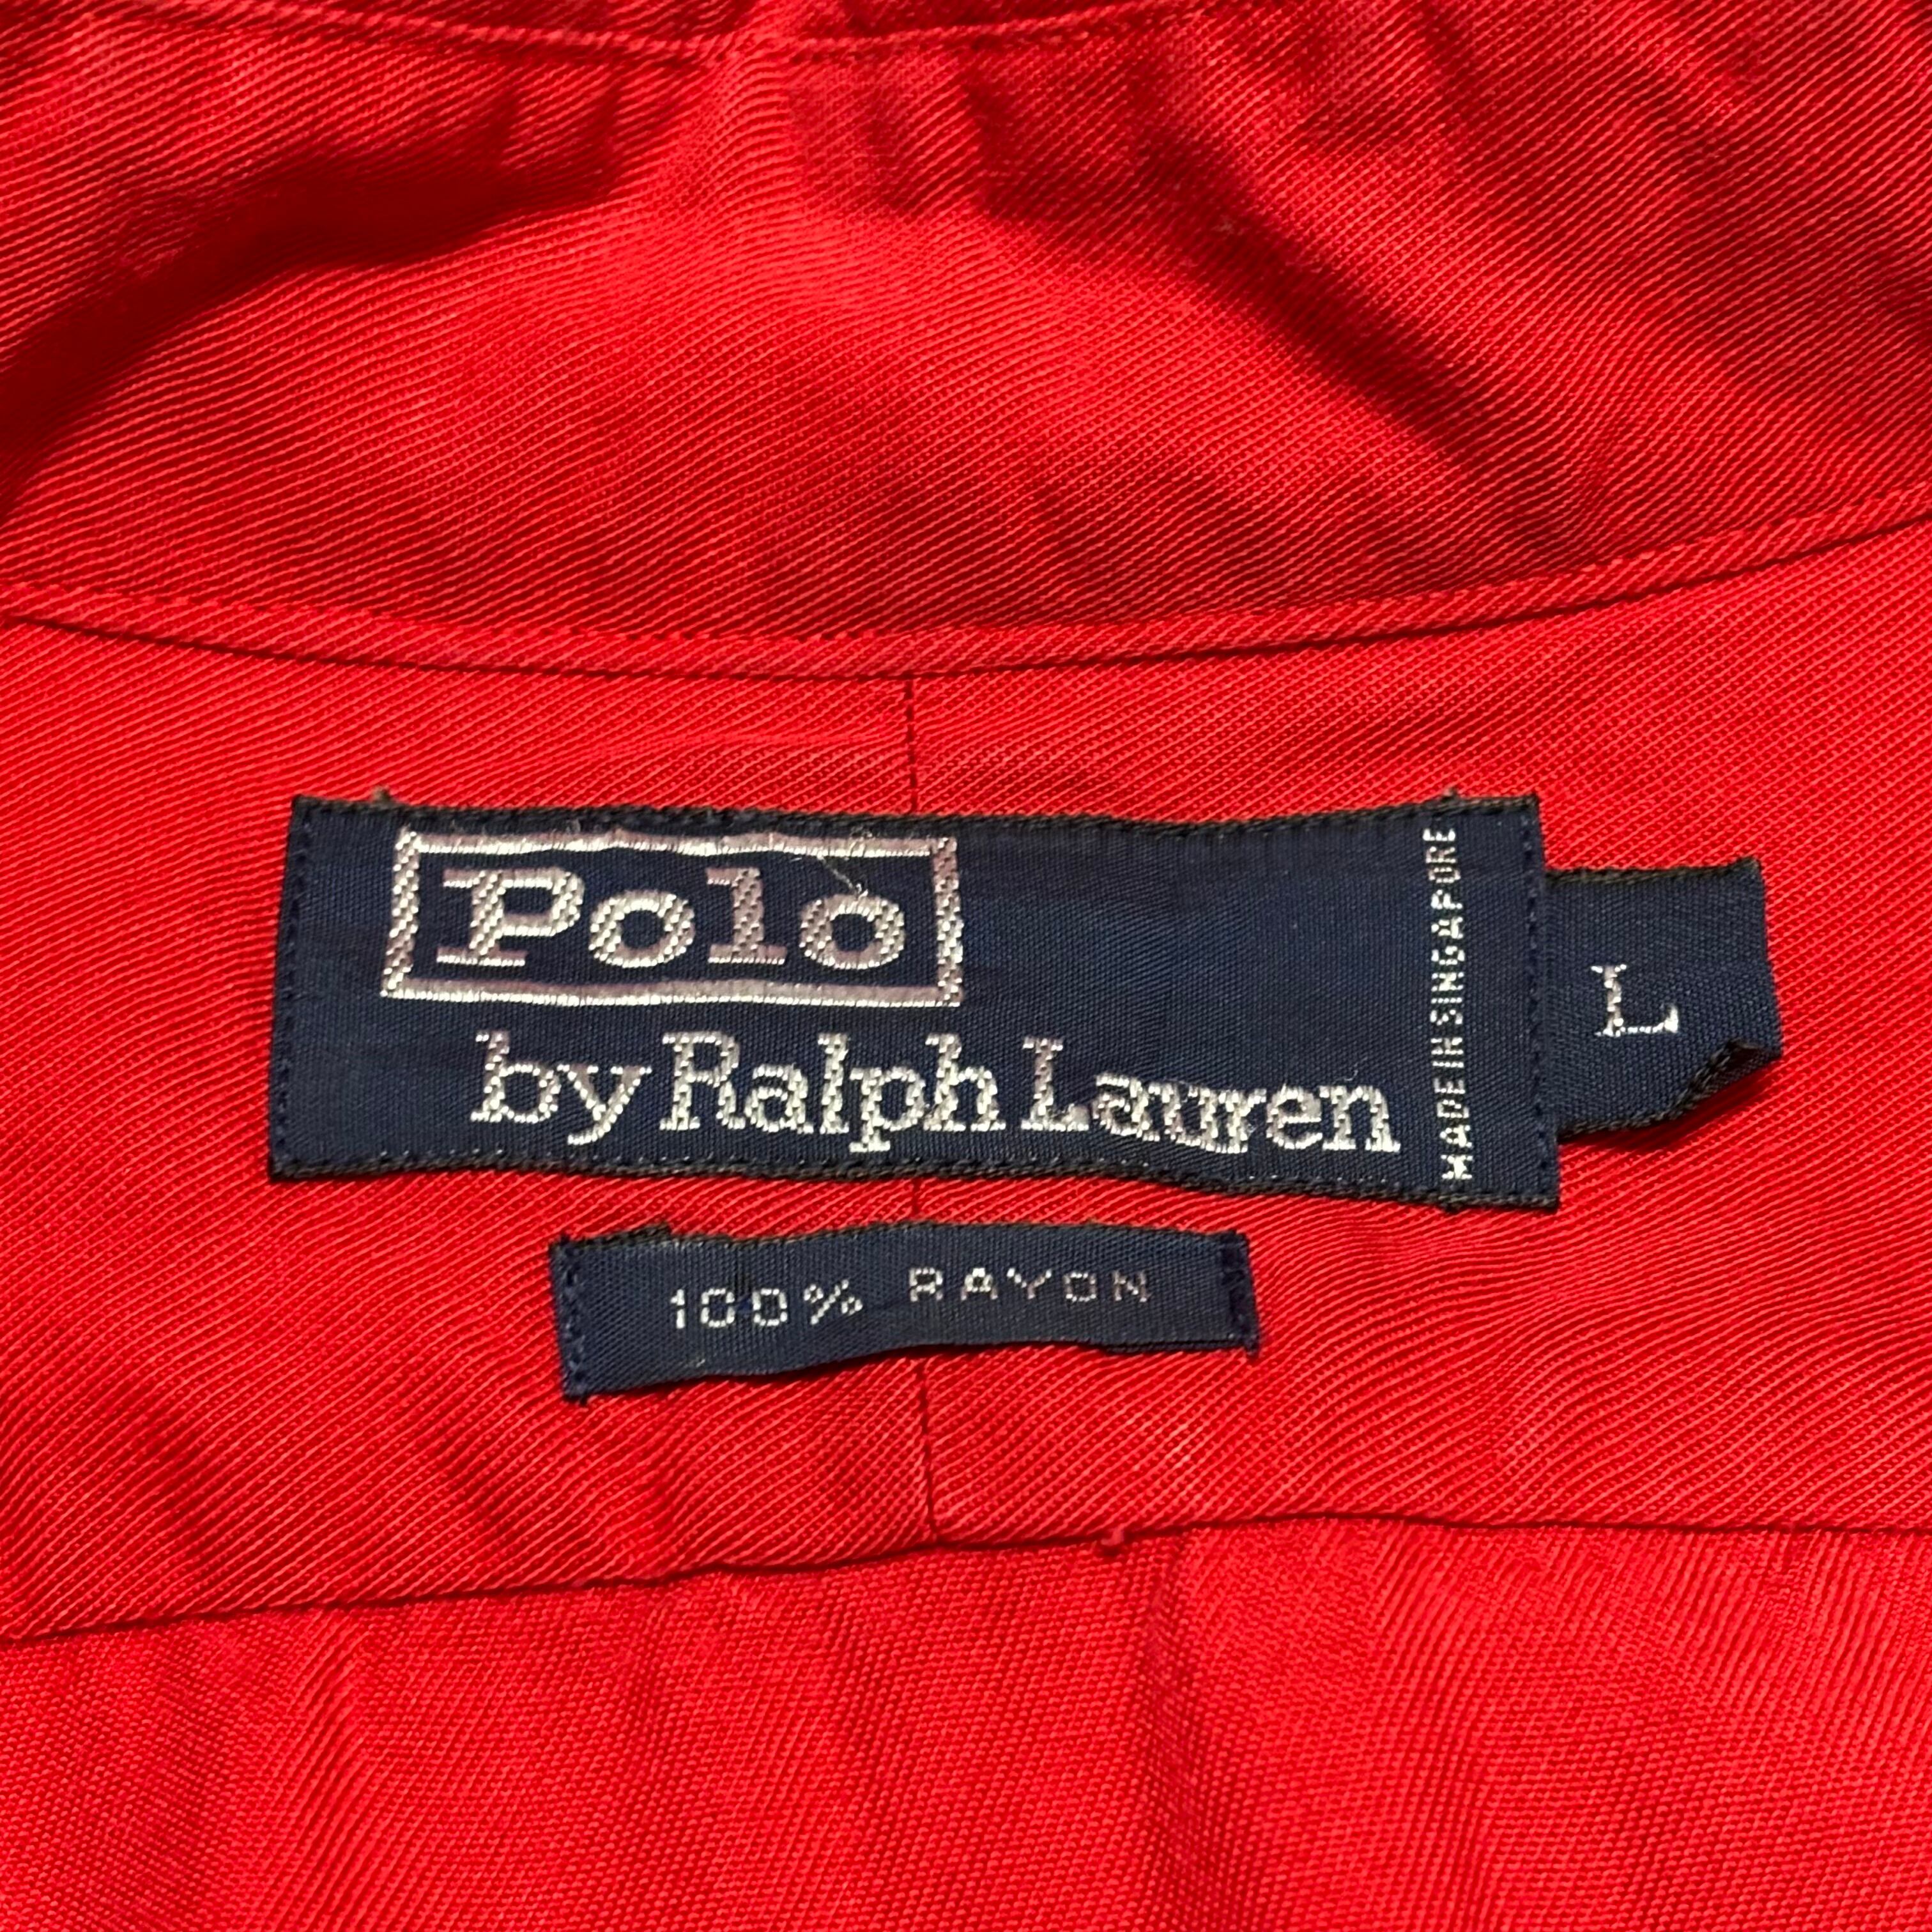 Polo
by Ralph Lauren
MADE IN SINGAPORE
L
100% RAYON